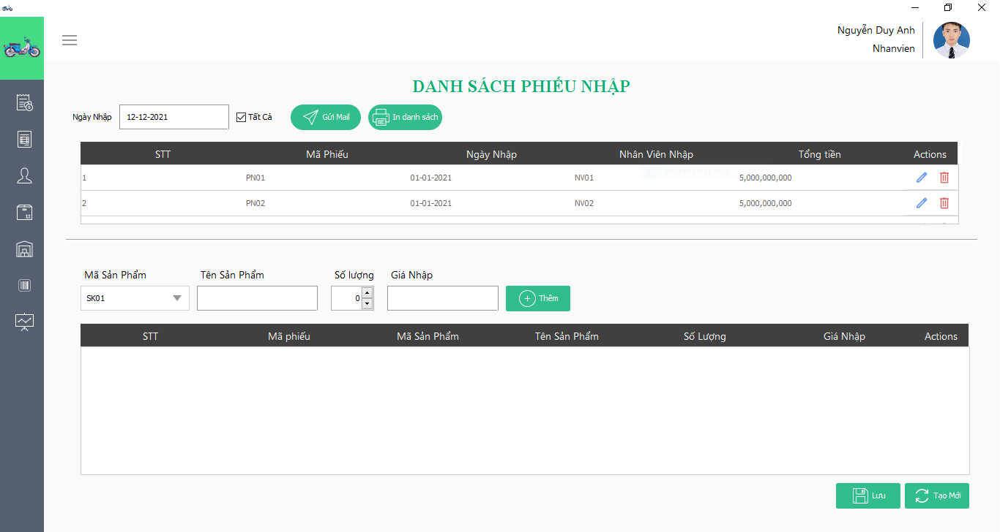 Nguyễn Duy Anh
Nhanvien
DANH SÁCH PHIẾU NHẬP
Ngày Nhập 12-12-2021 Tất Cả Gửi Mail In danh sách
STT Mã Phiếu Ngày Nhập Nhân Viên Nhập Tổng tiền Actions
Rectangular Snip
1 PN01 01-01-2021 NV01 5,000,000,000
2 PN02 01-01-2021 NV02 5,000,000,000
Mã Sản Phẩm Tên Sản Phẩm Số lượng Giá Nhập
SK01 0 Thêm
STT Mã phiếu Mã Sản Phẩm Tên Sản Phẩm Số Lượng Giá Nhập Actions
Lưu Tạo Mới